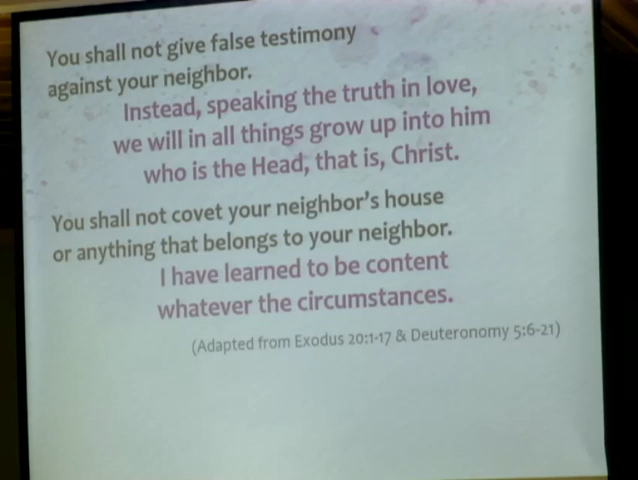 You shall not give false testimony
against your neighbor.
Instead, speaking the truth in love,
we will in all things grow up into him
who is the Head, that is, Christ.
You shall not covet your neighbor's house
or anything that belongs to your neighbor.
I have learned to be content
whatever the circumstances.
(Adapted from Exodus 20:1-17 & Deuteronomy 5:6-21)